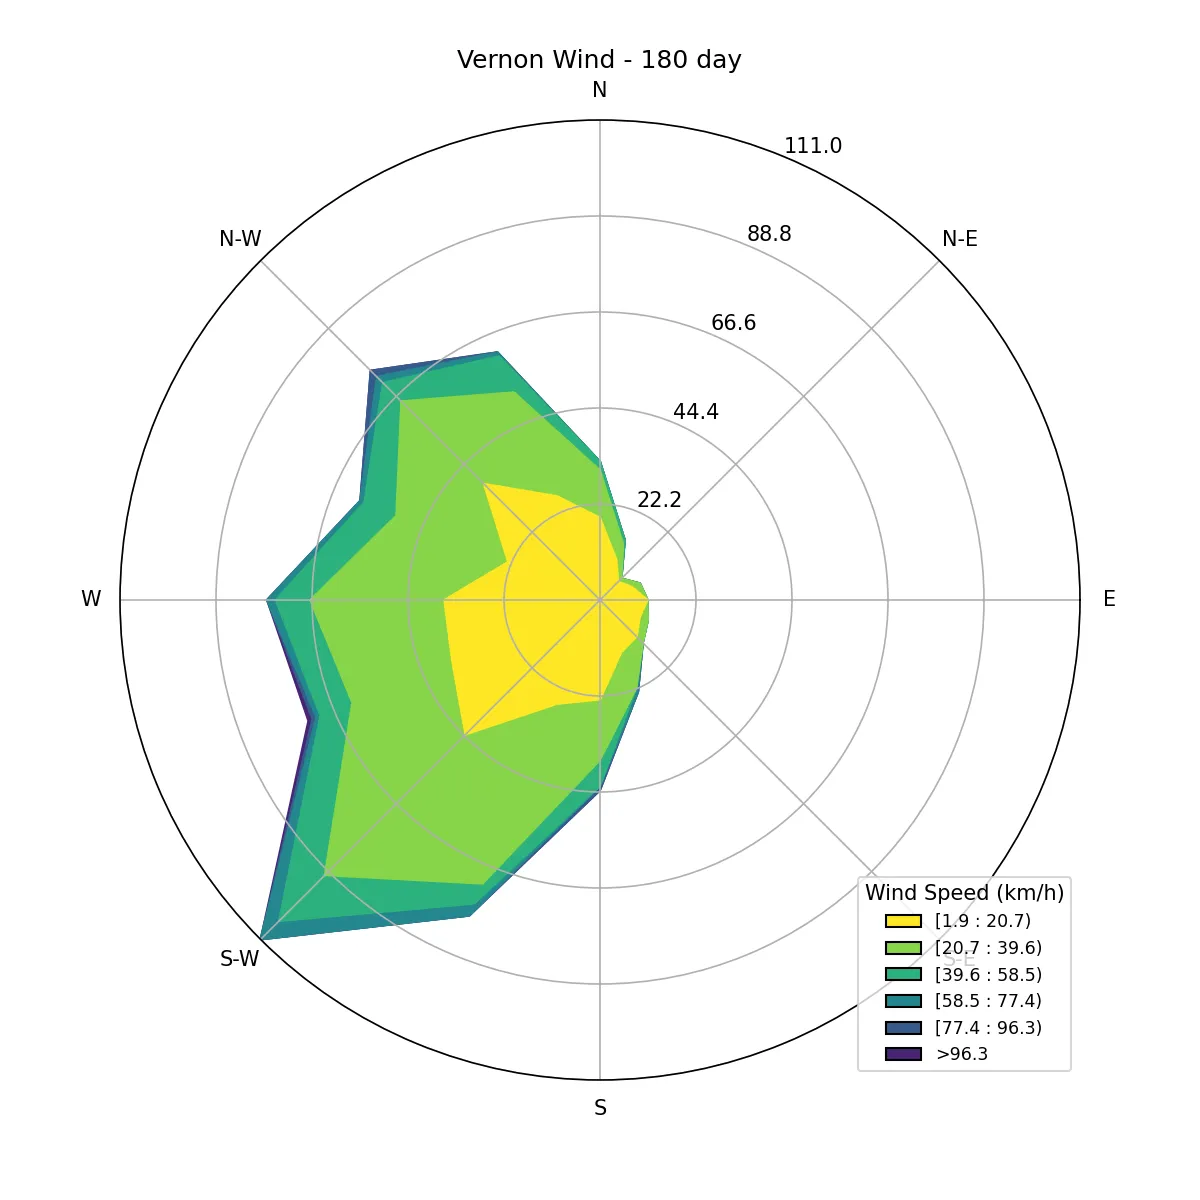 Vernon Wind - 180 day
N
111.0
88.8
N-W
N-E
66.6
44.4
22.2
W
E
Wind Speed (km/h)
[1.9 : 20.7)
[20.7 : 39.6)
S-W
S-E
[39.6 : 58.5)
[58.5 : 77.4)
[77.4 : 96.3)
>96.3
S